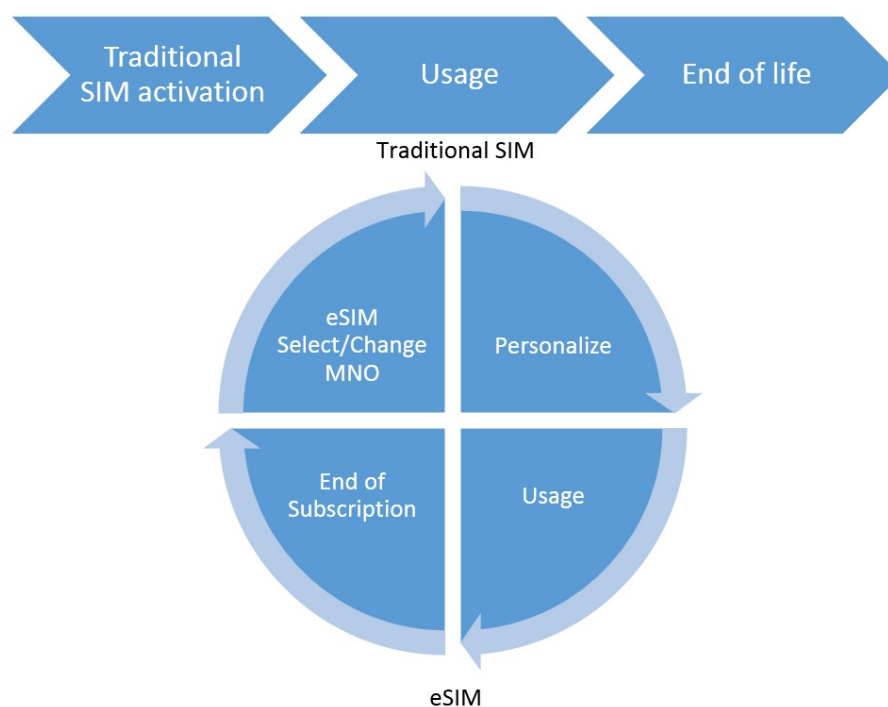 Traditional
SIM activation
Usage
End of life
Traditional SIM
eSIM
Select/Change
MNO
Personalize
End of
Subscription
Usage
eSIM